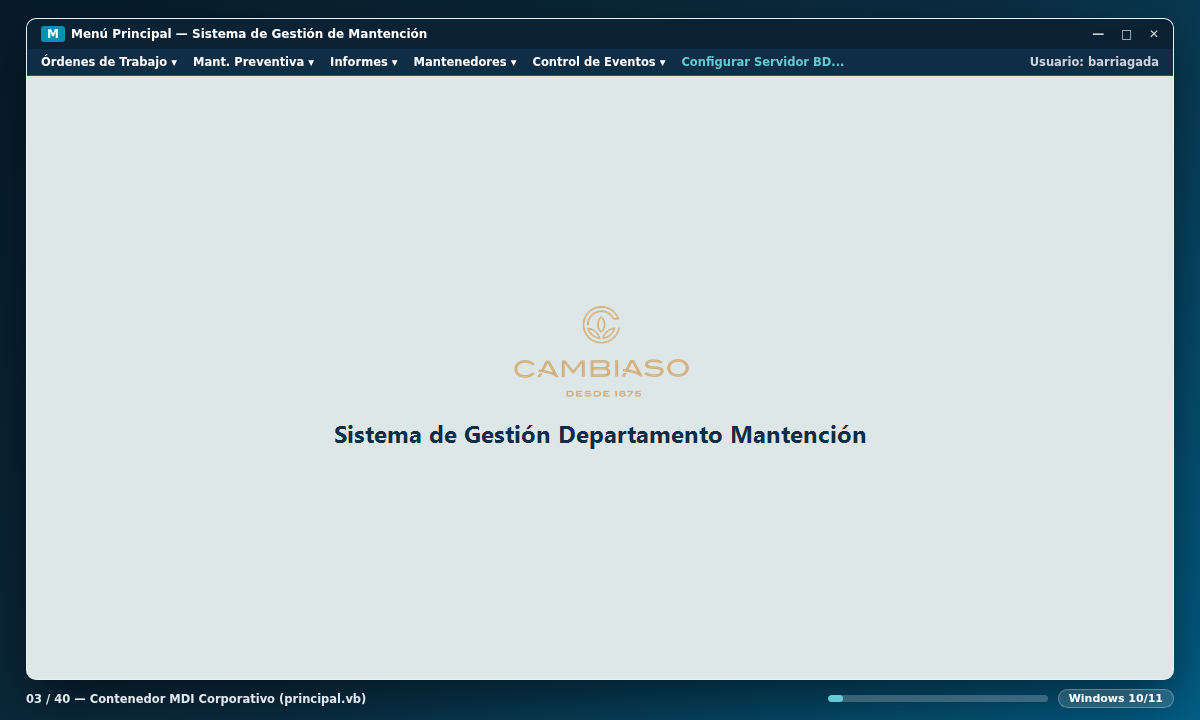 M Menú Principal — Sistema de Gestión de Mantención
Órdenes de Trabajo ▾ Mant. Preventiva ▾ Informes ▾ Mantenedores ▾ Control de Eventos ▾ Configurar Servidor BD... Usuario: barriagada
CAMBIASO
DESDE 1875
Sistema de Gestión Departamento Mantención
03 / 40 — Contenedor MDI Corporativo (principal.vb) Windows 10/11